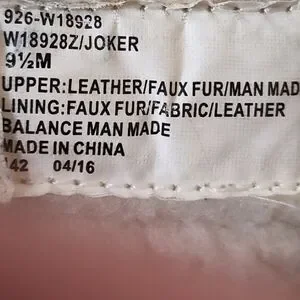 926-W18928
W18928Z/JOKER
9½M
UPPER:LEATHER/FAUX FUR/MAN MAD
LINING:FAUX FUR/FABRIC/LEATHER
BALANCE MAN MADE
MADE IN CHINA
142 04/16